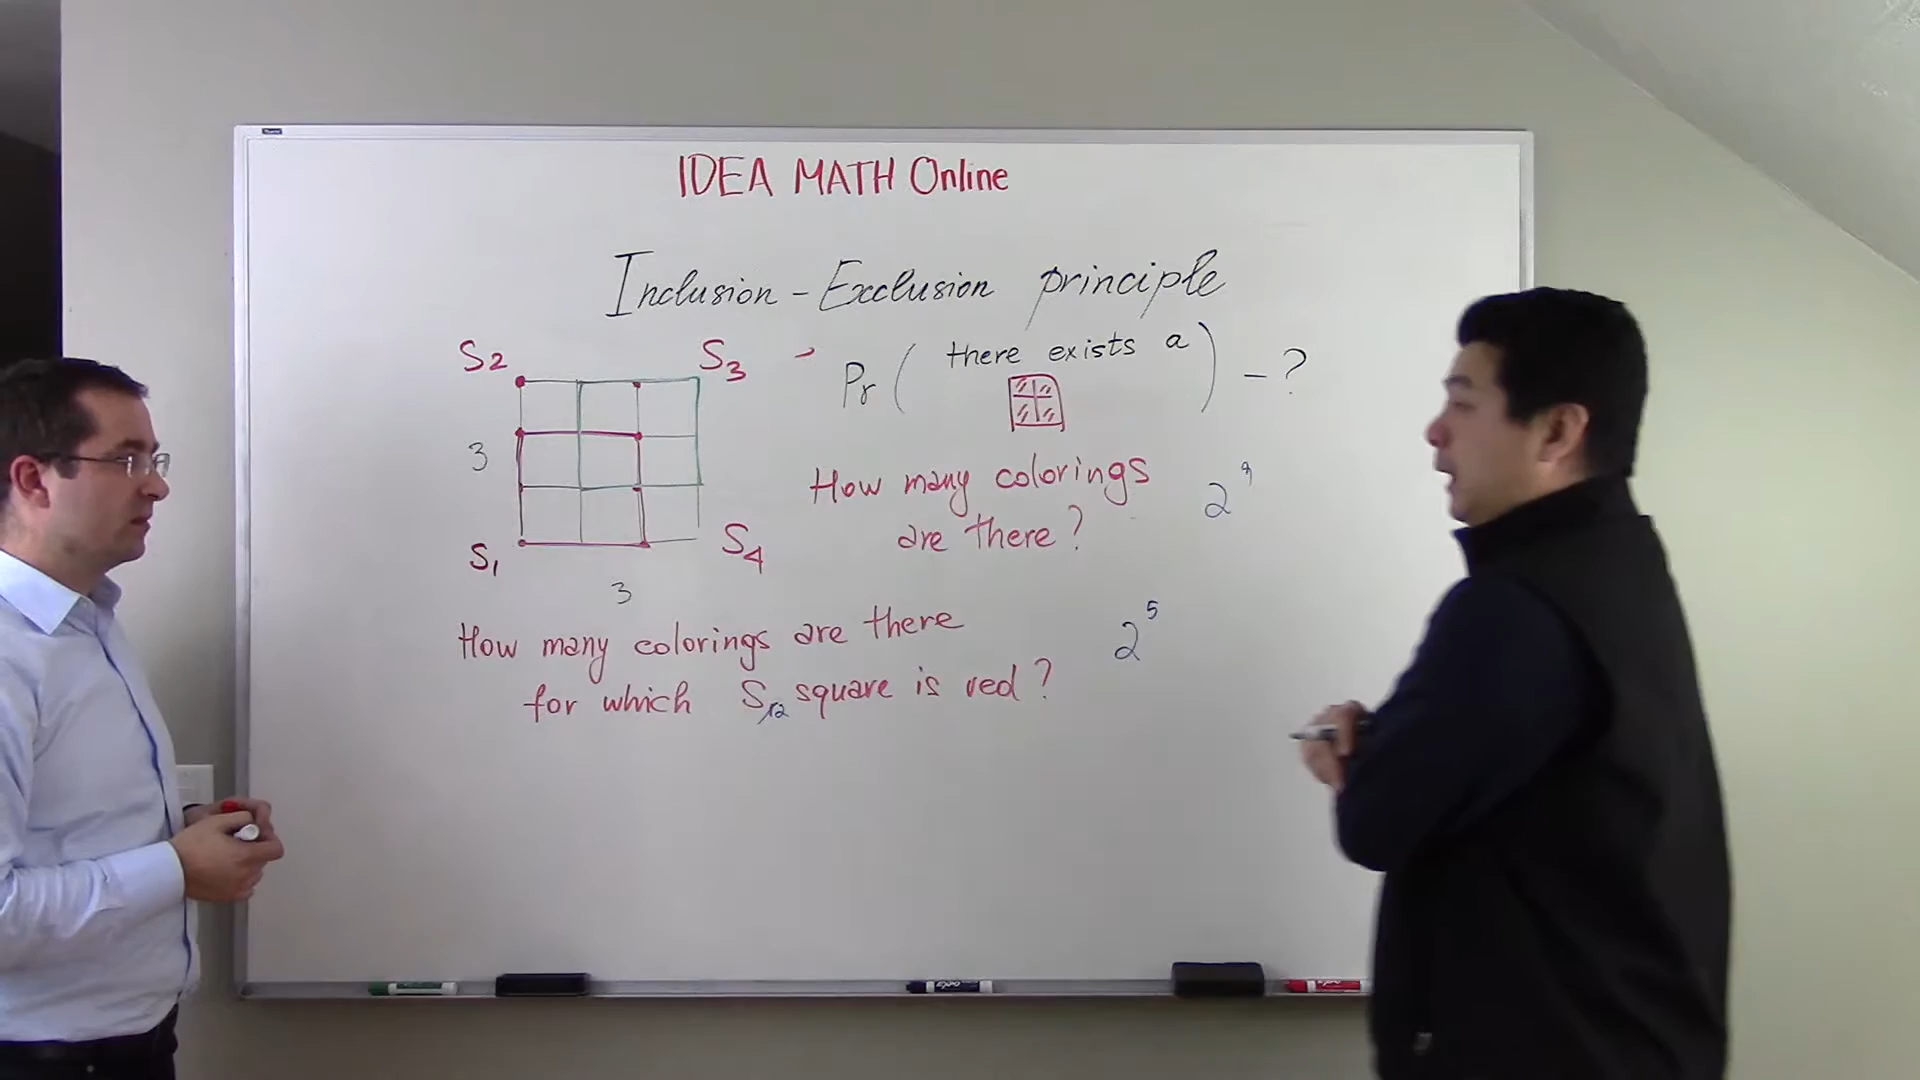 IDEA MATH Online
Inclusion - Exclusion principle
S2 S3
Pr ( there exists a ) - ?
3
How many colorings
are there? 2^9
S1 S4
3
How many colorings are there
for which S square is red? 2^5